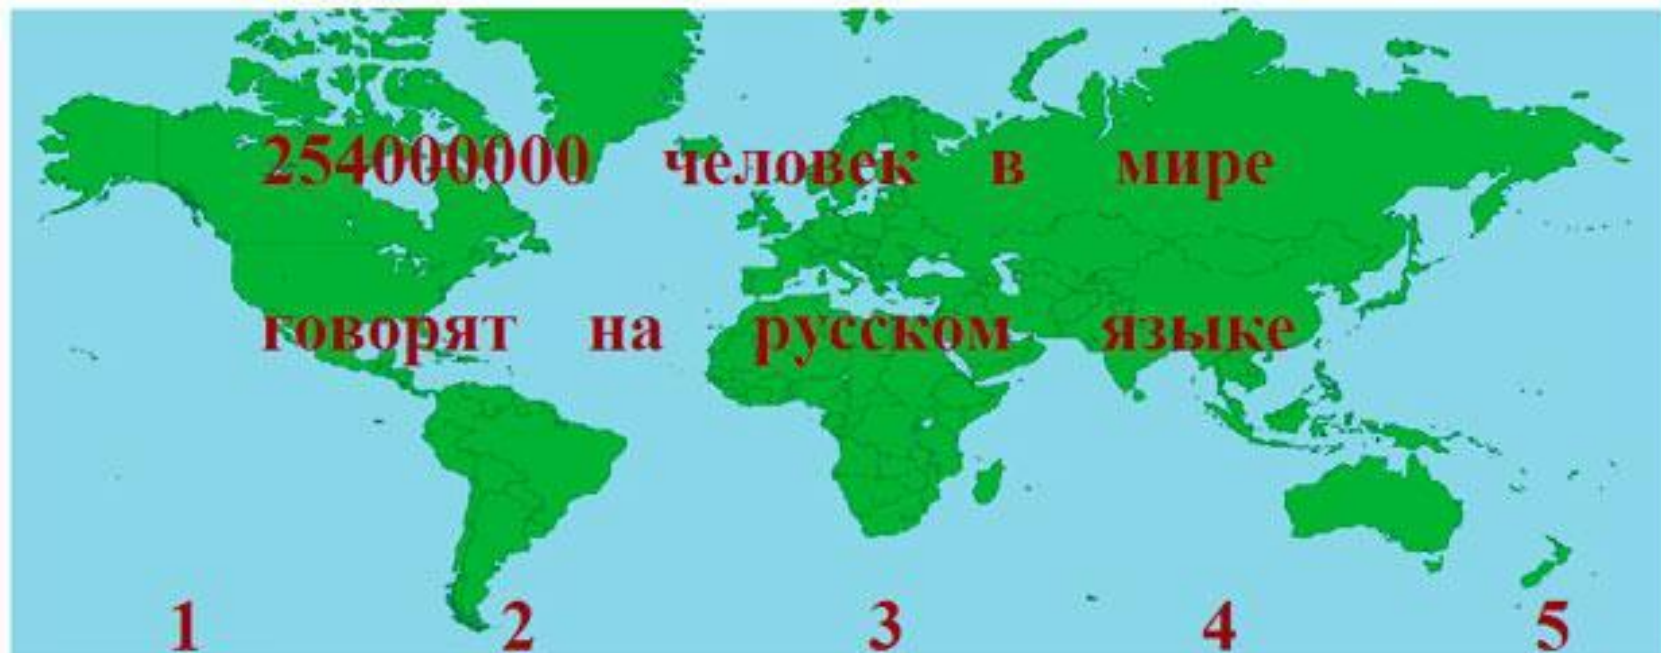 254000000 человек в мире
говорят на русском языке
1 2 3 4 5